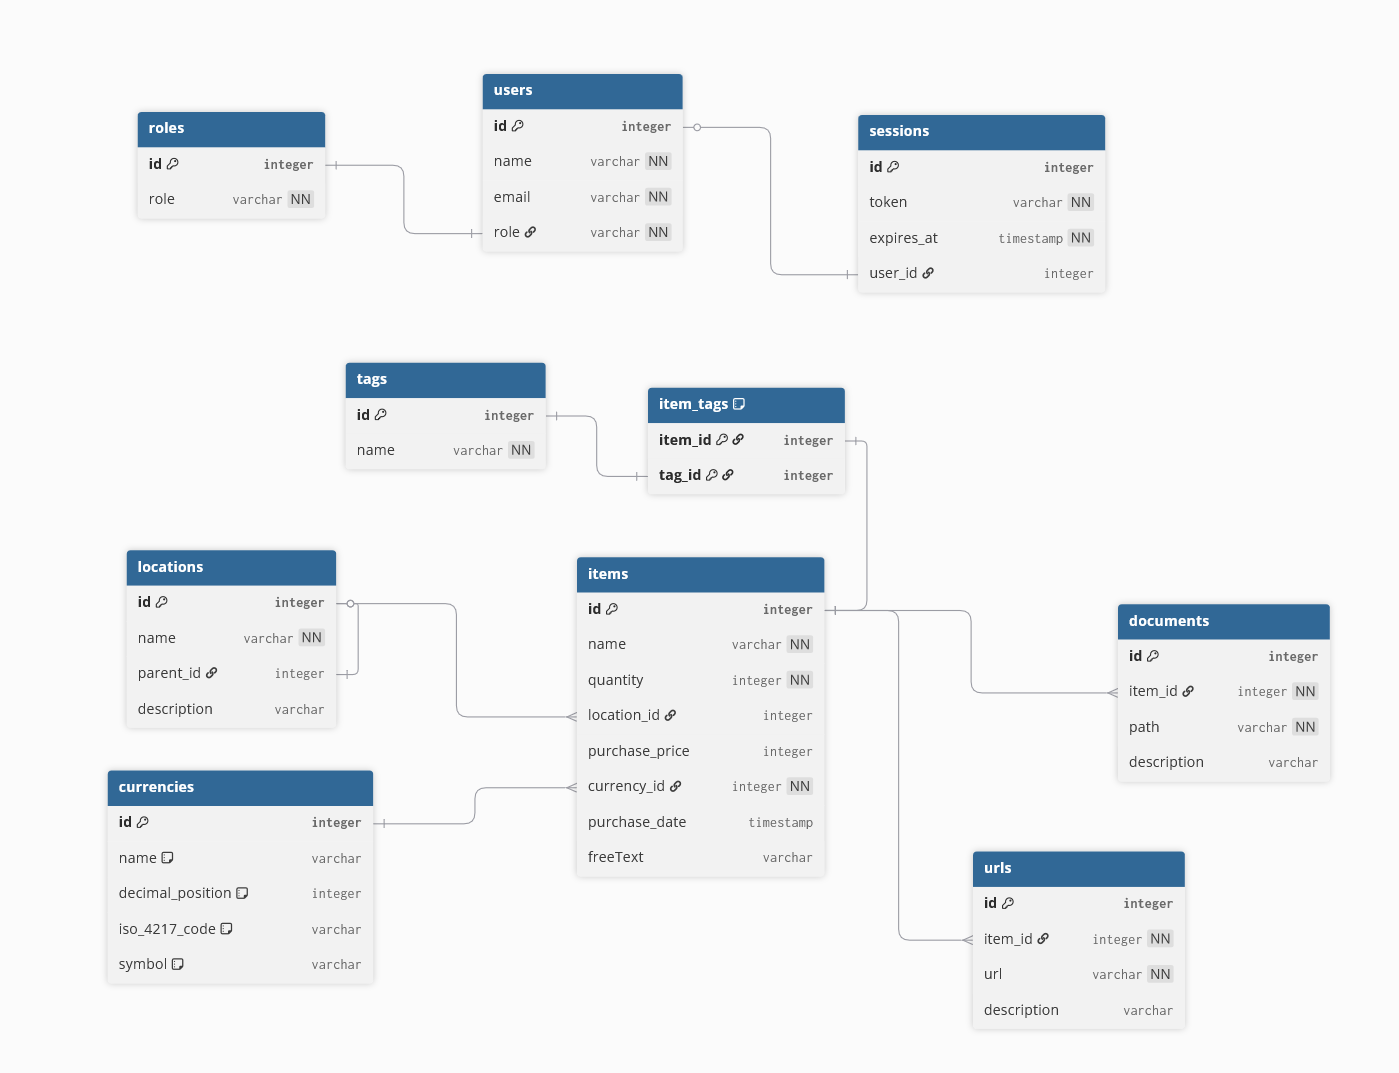 roles
id integer
role varchar NN
users
id integer
name varchar NN
email varchar NN
role varchar NN
sessions
id integer
token varchar NN
expires_at timestamp NN
user_id integer
tags
id integer
name varchar NN
item_tags
item_id integer
tag_id integer
locations
id integer
name varchar NN
parent_id integer
description varchar
items
id integer
name varchar NN
quantity integer NN
location_id integer
purchase_price integer
currency_id integer NN
purchase_date timestamp
freeText varchar
documents
id integer
item_id integer NN
path varchar NN
description varchar
currencies
id integer
name varchar
decimal_position integer
iso_4217_code varchar
symbol varchar
urls
id integer
item_id integer NN
url varchar NN
description varchar